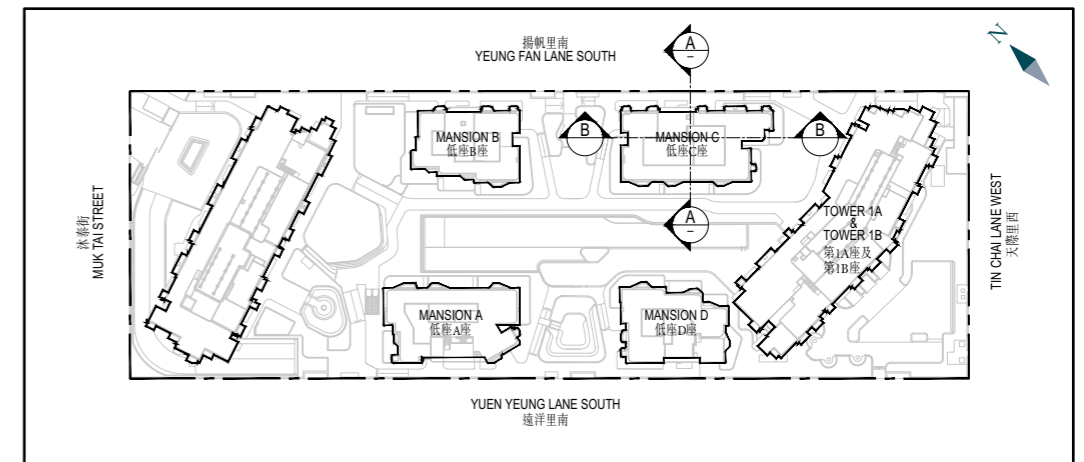 揚帆里南
YEUNG FAN LANE SOUTH
N
A
–
MANSION B
低座B座
B
MANSION C
低座C座
B
沐泰街
MUK TAI STREET
TOWER 1A
&
TOWER 1B
第1A座及
第1B座
TIN CHAI LANE WEST
天際里西
A
–
MANSION A
低座A座
MANSION D
低座D座
YUEN YEUNG LANE SOUTH
遠洋里南